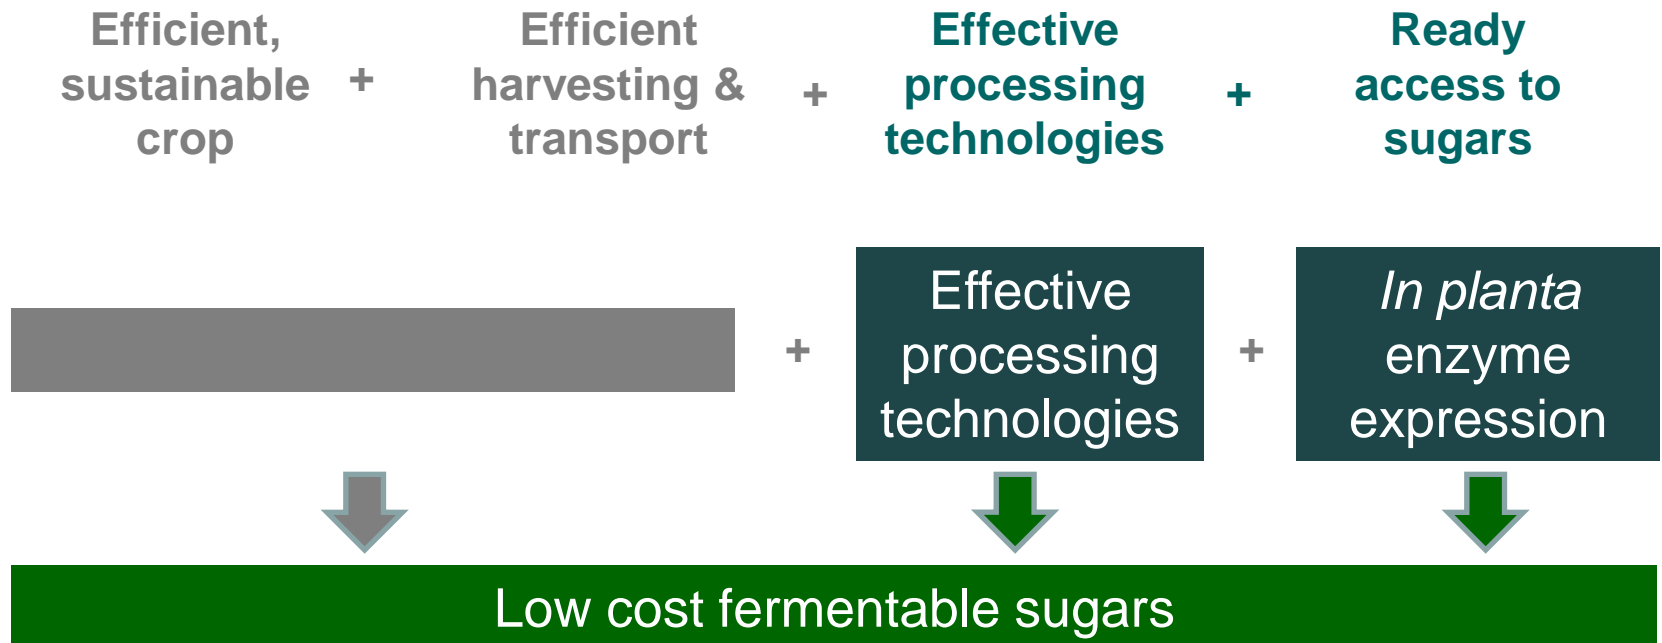 Efficient,
sustainable
crop
+
Efficient
harvesting &
transport
+
Effective
processing
technologies
+
Ready
access to
sugars
+
Effective
processing
technologies
+
In planta
enzyme
expression
Low cost fermentable sugars